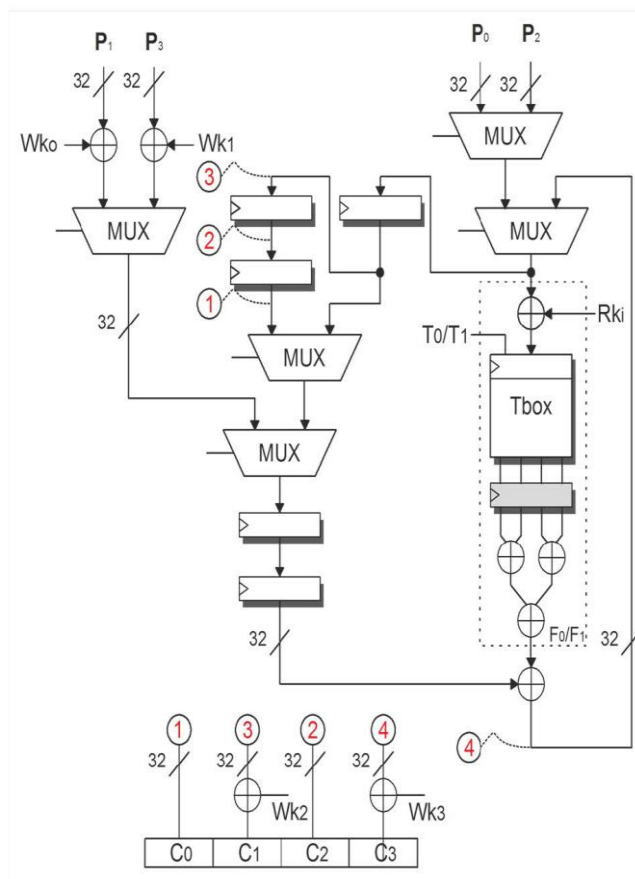 P1 P3 P0 P2
32 32 32 32
Wk0 Wk1 MUX
3
MUX 2 MUX
1
32 Rki
MUX T0/T1
Tbox
MUX
32 F0/F1 32
1 3 2 4 4
32 32 32 32
Wk2 Wk3
C0 C1 C2 C3